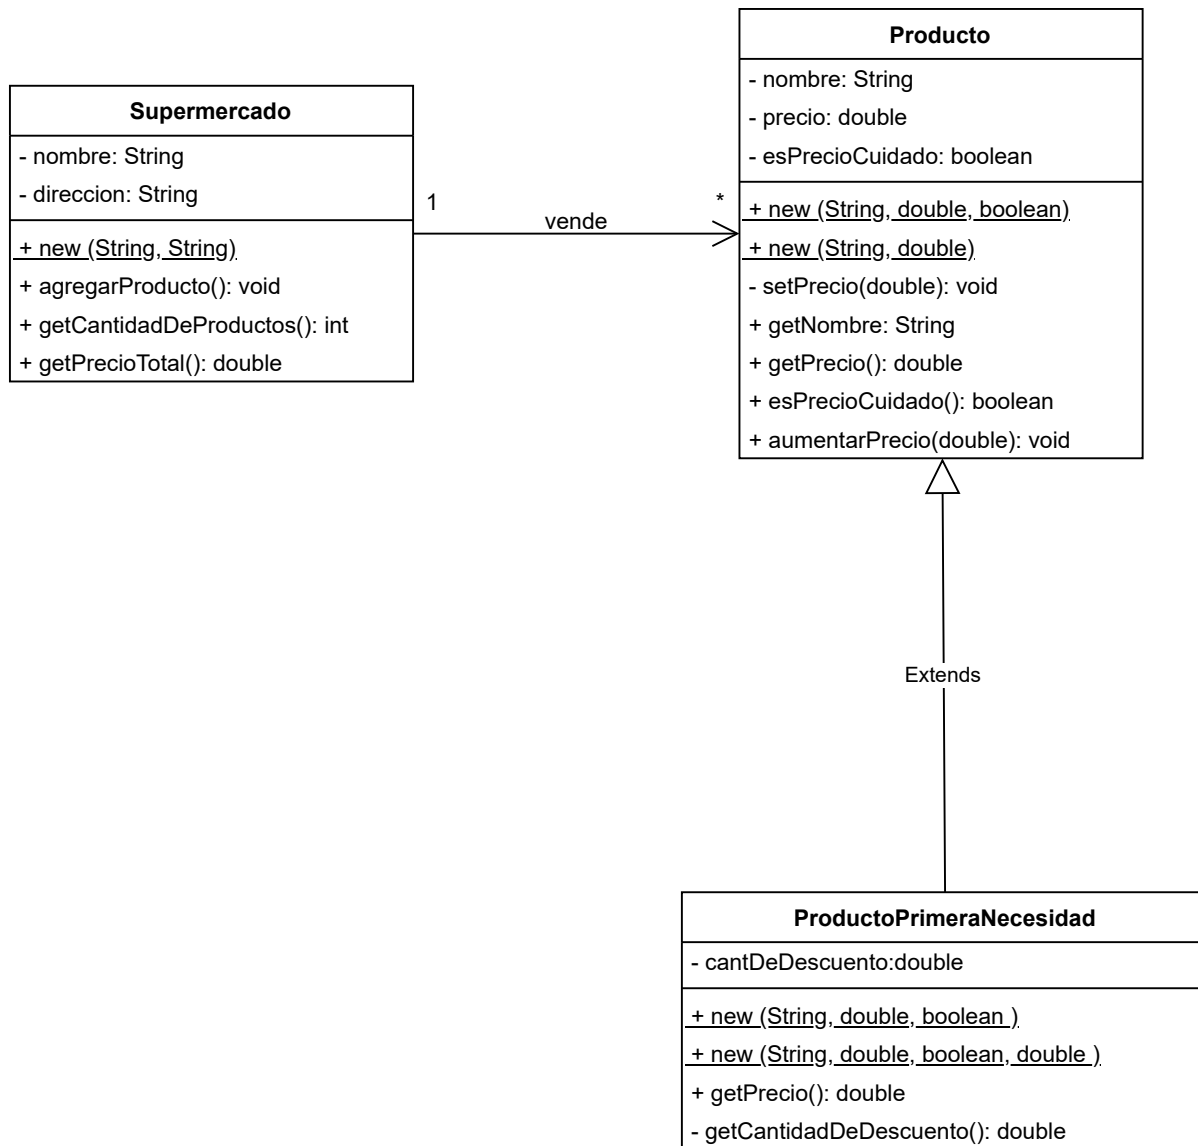 Supermercado
- nombre: String
- direccion: String
+ new (String, String)
+ agregarProducto(): void
+ getCantidadDeProductos(): int
+ getPrecioTotal(): double
1
vende
*
Producto
- nombre: String
- precio: double
- esPrecioCuidado: boolean
+ new (String, double, boolean)
+ new (String, double)
- setPrecio(double): void
+ getNombre: String
+ getPrecio(): double
+ esPrecioCuidado(): boolean
+ aumentarPrecio(double): void
Extends
ProductoPrimeraNecesidad
- cantDeDescuento:double
+ new (String, double, boolean )
+ new (String, double, boolean, double )
+ getPrecio(): double
- getCantidadDeDescuento(): double